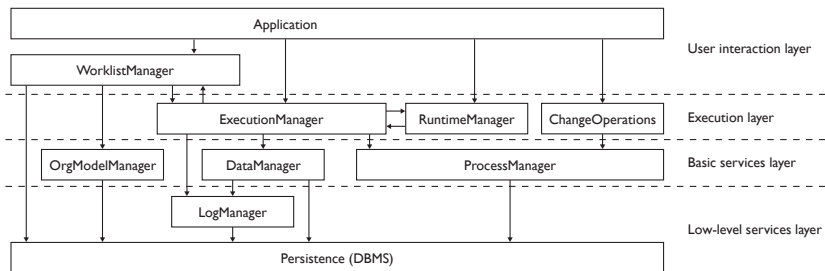 Application
User interaction layer
WorklistManager
ExecutionManager
RuntimeManager
ChangeOperations
Execution layer
OrgModelManager
DataManager
ProcessManager
Basic services layer
LogManager
Low-level services layer
Persistence (DBMS)